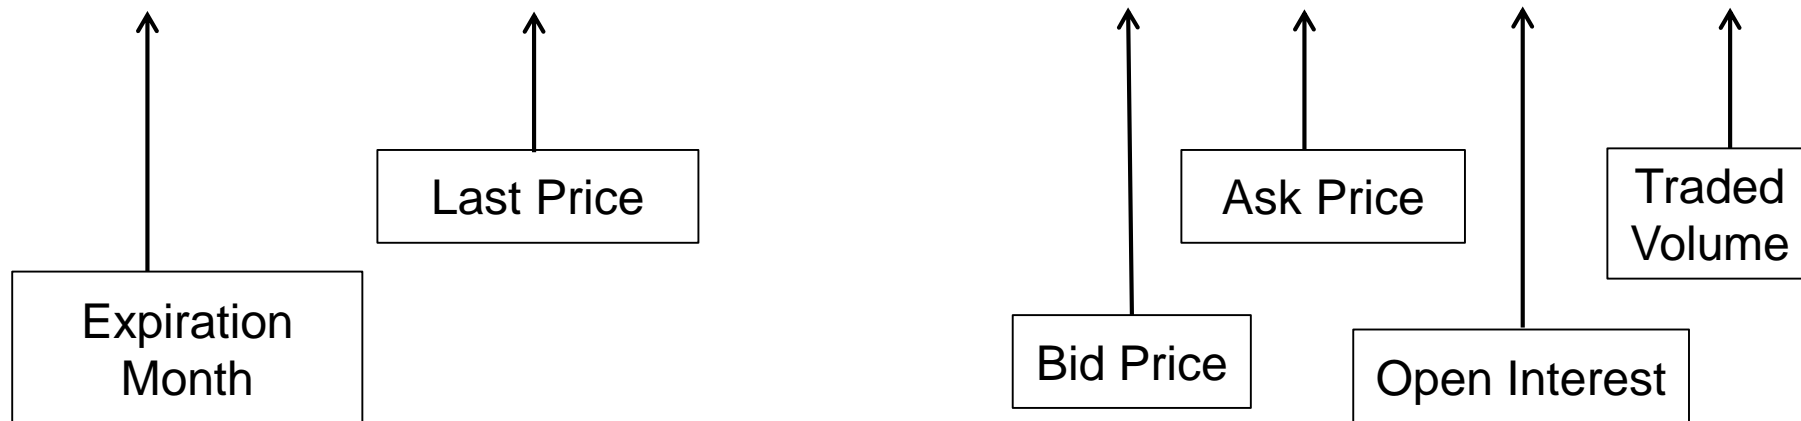 Expiration
Month
Last Price
Bid Price
Ask Price
Open Interest
Traded
Volume